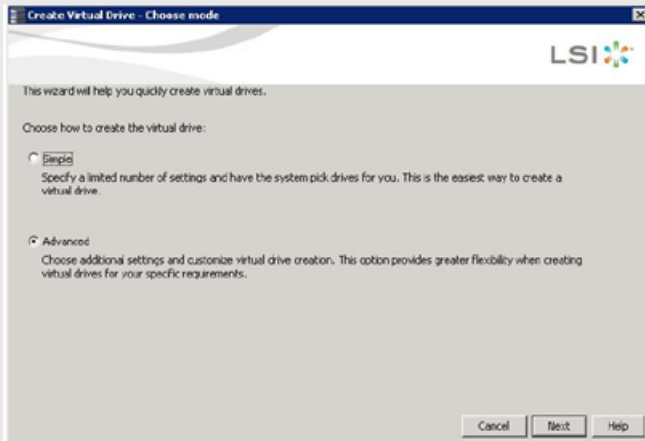 Create Virtual Drive - Choose mode
LSI
This wizard will help you quickly create virtual drives.
Choose how to create the virtual drive:
Simple
Specify a limited number of settings and have the system pick drives for you. This is the easiest way to create a
virtual drive.
Advanced
Choose additional settings and customize virtual drive creation. This option provides greater flexibility when creating
virtual drives for your specific requirements.
Cancel
Next
Help